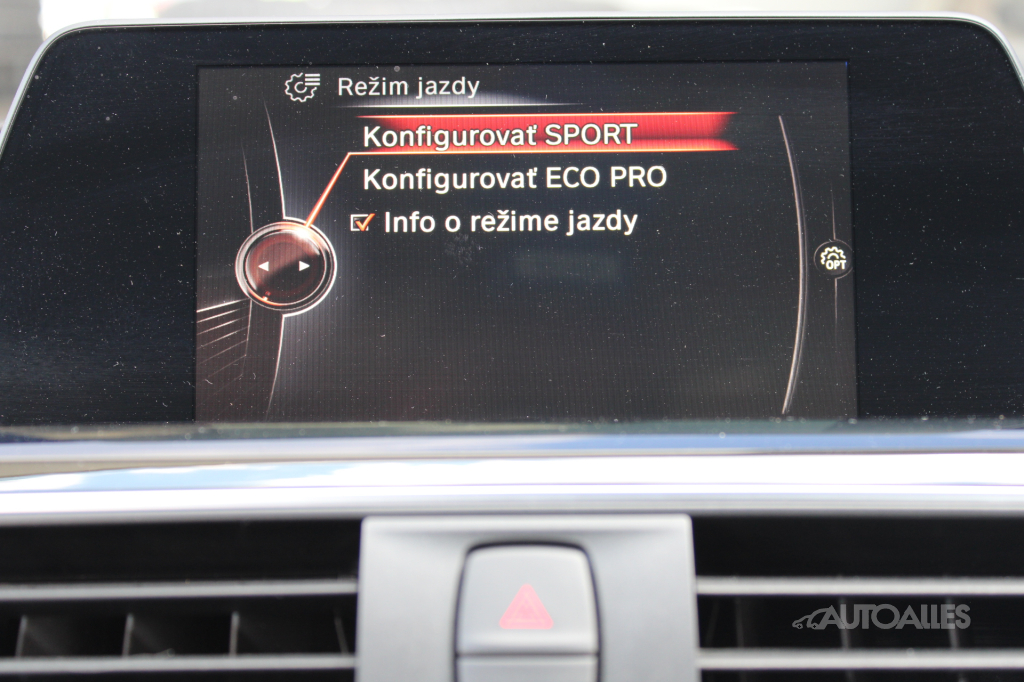 Režim jazdy
Konfigurovať SPORT
Konfigurovať ECO PRO
Info o režime jazdy
OPT
AUTOALLES